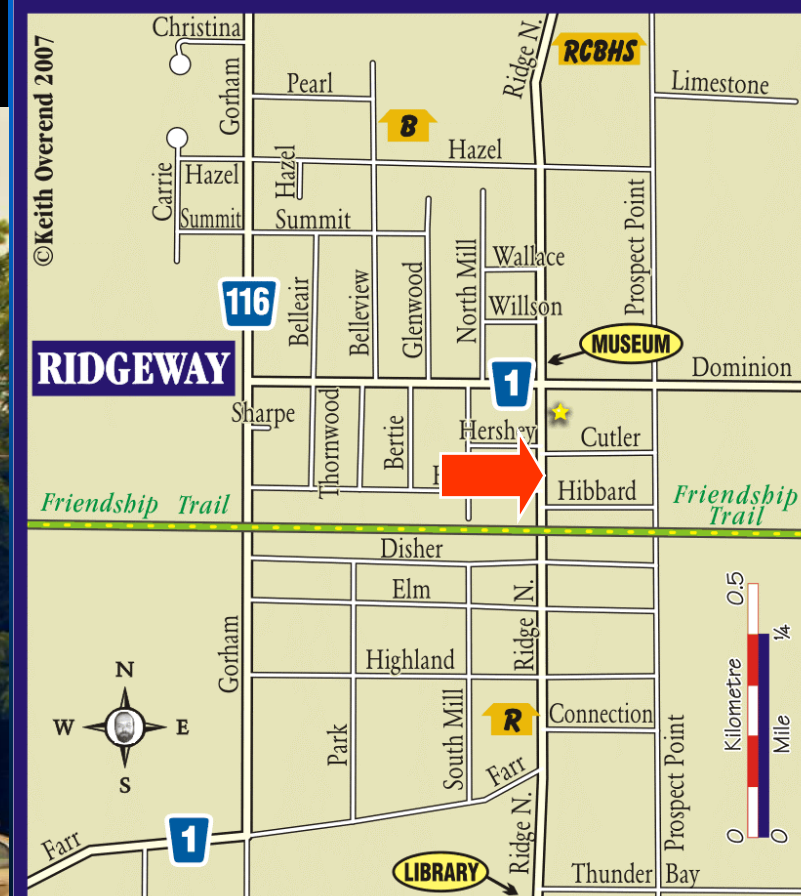 ©Keith Overend 2007
Christina
Gorham
Pearl
Ridge N.
RCBHS
Limestone
B
Hazel
Carrie
Hazel
Hazel
Summit
Summit
Prospect Point
116
Belleair
Belleview
Glenwood
North Mill
Wallace
Willson
MUSEUM
RIDGEWAY
1
Dominion
Sharpe
Thornwood
Bertie
Hershey
Cutler
Hibbard
Friendship Trail
Friendship
Trail
Disher
Elm
Ridge N.
Gorham
Highland
N
W E
S
Park
South Mill
R
Connection
Prospect Point
0.5
¼
Kilometre
Mile
0 0
Farr
Farr
1
Ridge N.
LIBRARY
Thunder Bay